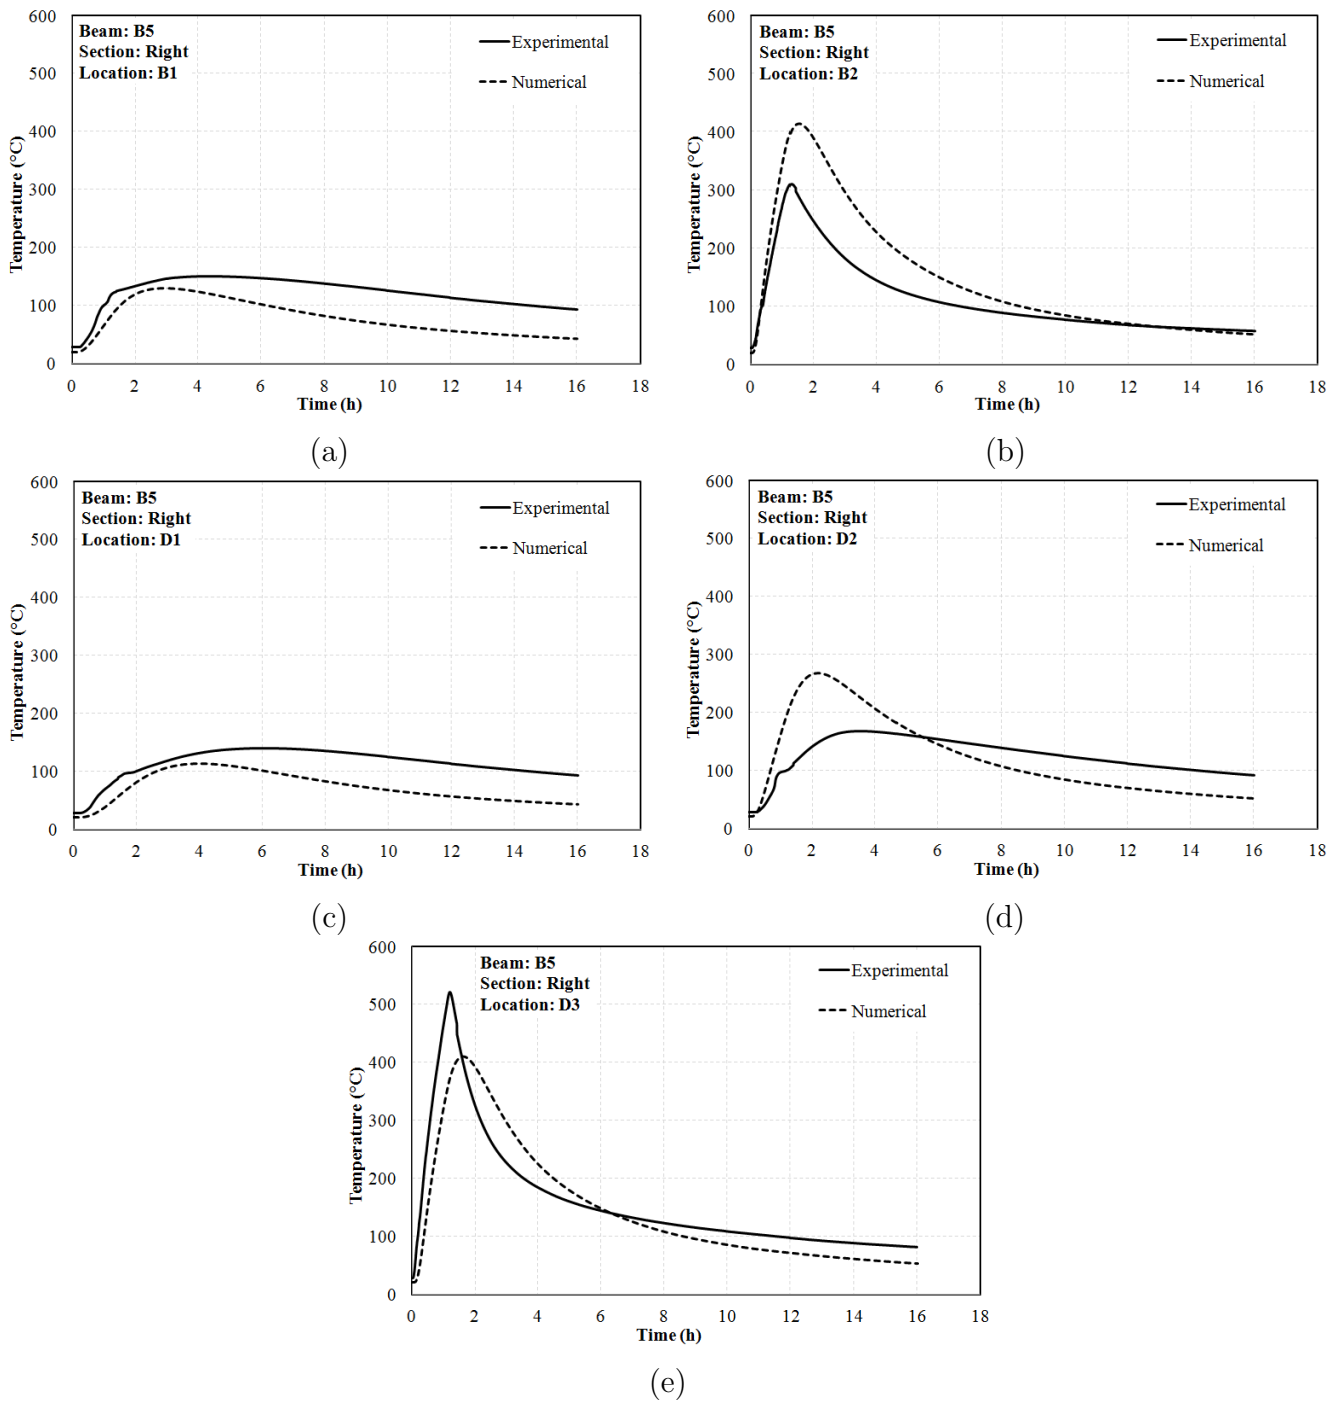 Beam: B5
Section: Right
Location: B1
Experimental
Numerical
Temperature (°C)
600
500
400
300
200
100
0
0 2 4 6 8 10 12 14 16 18
Time (h)
(a)
Beam: B5
Section: Right
Location: B2
Experimental
Numerical
Temperature (°C)
600
500
400
300
200
100
0
0 2 4 6 8 10 12 14 16 18
Time (h)
(b)
Beam: B5
Section: Right
Location: D1
Experimental
Numerical
Temperature (°C)
600
500
400
300
200
100
0
0 2 4 6 8 10 12 14 16 18
Time (h)
(c)
Beam: B5
Section: Right
Location: D2
Experimental
Numerical
Temperature (°C)
600
500
400
300
200
100
0
0 2 4 6 8 10 12 14 16 18
Time (h)
(d)
Beam: B5
Section: Right
Location: D3
Experimental
Numerical
Temperature (°C)
600
500
400
300
200
100
0
0 2 4 6 8 10 12 14 16 18
Time (h)
(e)